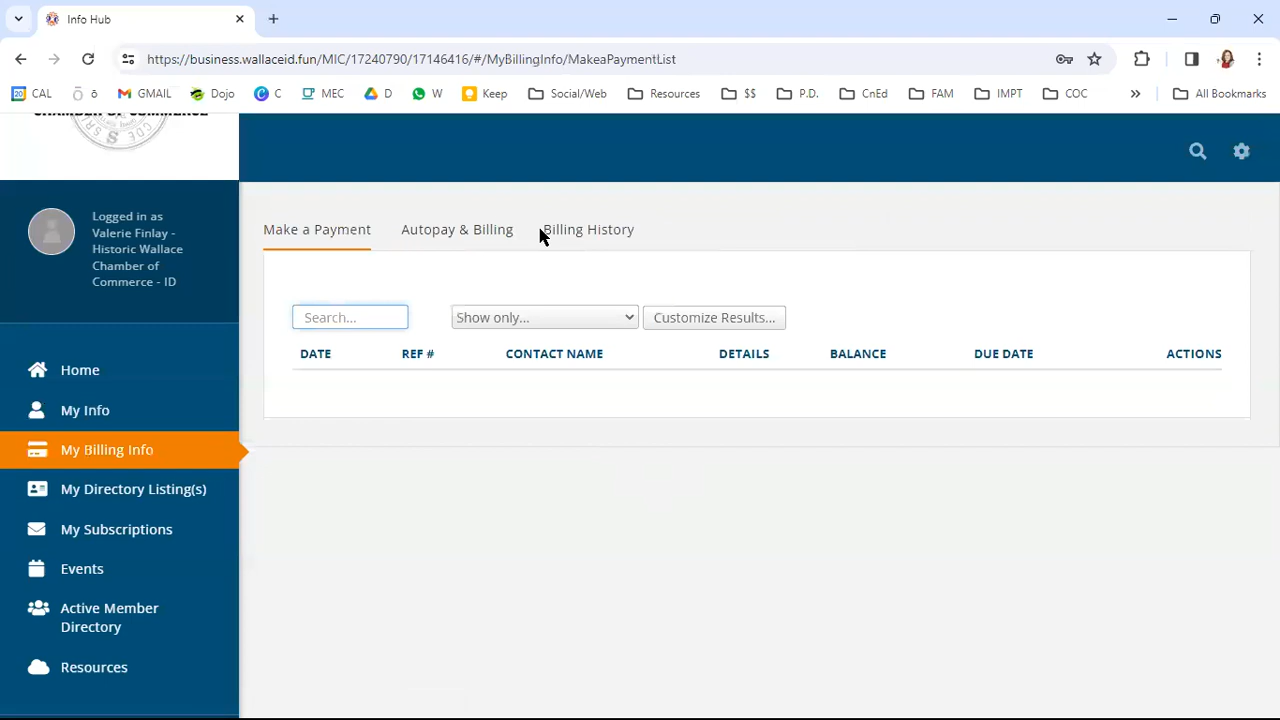 Info Hub
https://business.wallaceid.fun/MIC/17240790/17146416/#/MyBillingInfo/MakeaPaymentList
CAL
ō
GMAIL
Dojo
C
MEC
D
W
Keep
Social/Web
Resources
$$
P.D.
CnEd
FAM
IMPT
COC
All Bookmarks
Logged in as
Valerie Finlay -
Historic Wallace
Chamber of
Commerce - ID
Home
My Info
My Billing Info
My Directory Listing(s)
My Subscriptions
Events
Active Member
Directory
Resources
Make a Payment Autopay & Billing Billing History
Search... Show only... Customize Results...
DATE REF # CONTACT NAME DETAILS BALANCE DUE DATE ACTIONS